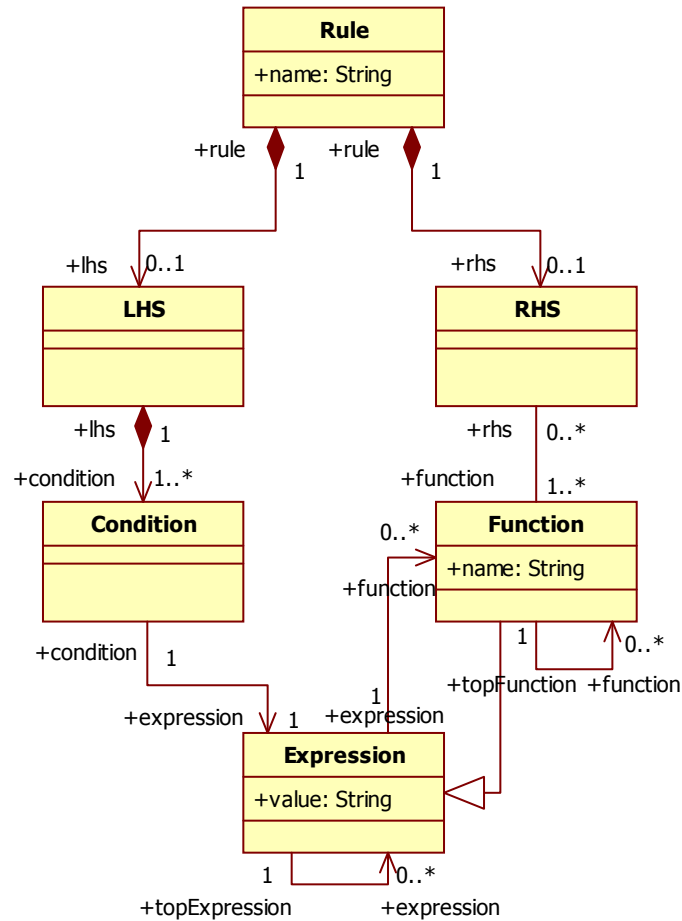 Rule
+name: String
+rule
+rule
1
1
+lhs
0..1
+rhs
0..1
LHS
RHS
+lhs
1
+rhs
0..*
+condition
1..*
+function
1..*
Condition
Function
0..*
+name: String
+function
+condition
1
1
0..*
+topFunction
+function
1
+expression
1
+expression
Expression
+value: String
1
0..*
+topExpression
+expression